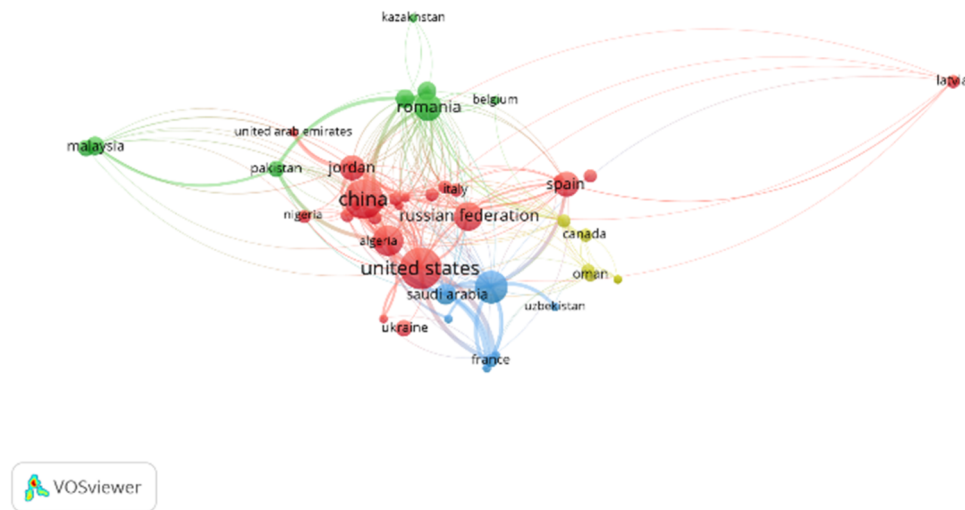 kazakhstan
latvia
romania
belgium
united arab emirates
malaysia
pakistan
jordan
spain
italy
china
nigeria
russian federation
canada
algeria
united states
oman
saudi arabia
uzbekistan
ukraine
france
VOSviewer